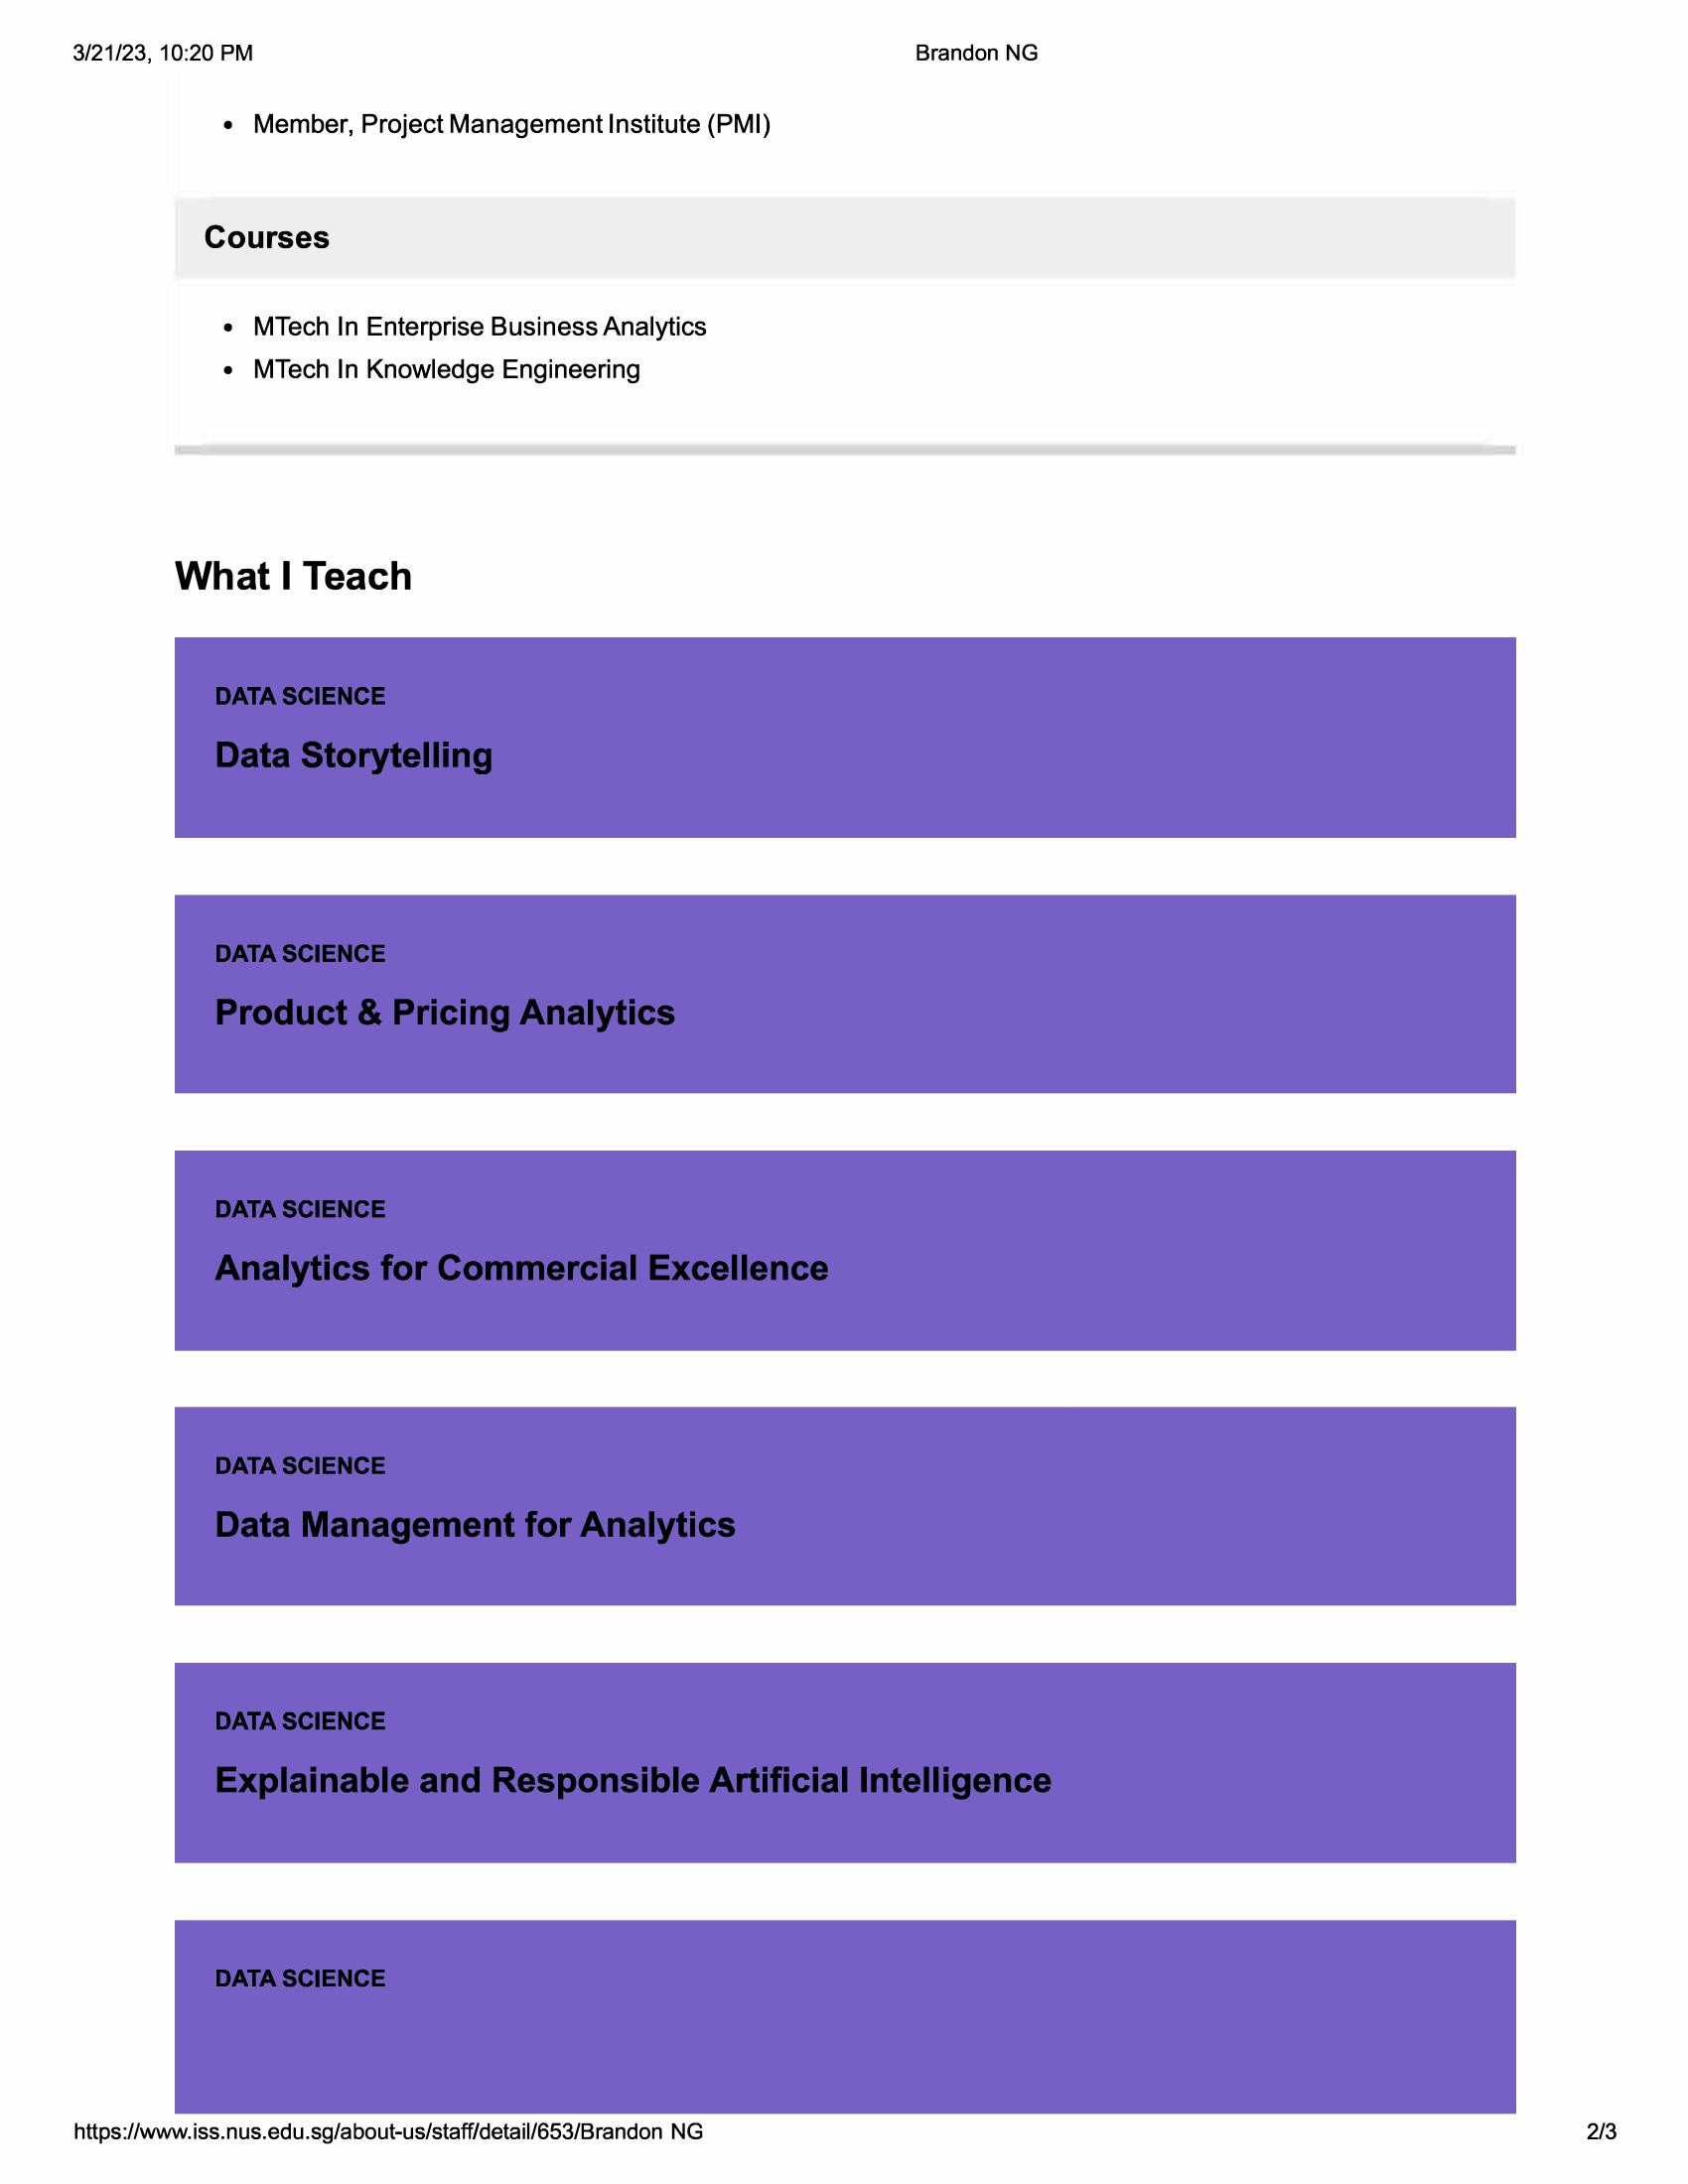 3/21/23, 10:20 PM
Brandon NG
• Member, Project Management Institute (PMI)
Courses
• MTech In Enterprise Business Analytics
• MTech In Knowledge Engineering
What I Teach
DATA SCIENCE
Data Storytelling
DATA SCIENCE
Product & Pricing Analytics
DATA SCIENCE
Analytics for Commercial Excellence
DATA SCIENCE
Data Management for Analytics
DATA SCIENCE
Explainable and Responsible Artificial Intelligence
DATA SCIENCE
https://www.iss.nus.edu.sg/about-us/staff/detail/653/Brandon NG
2/3